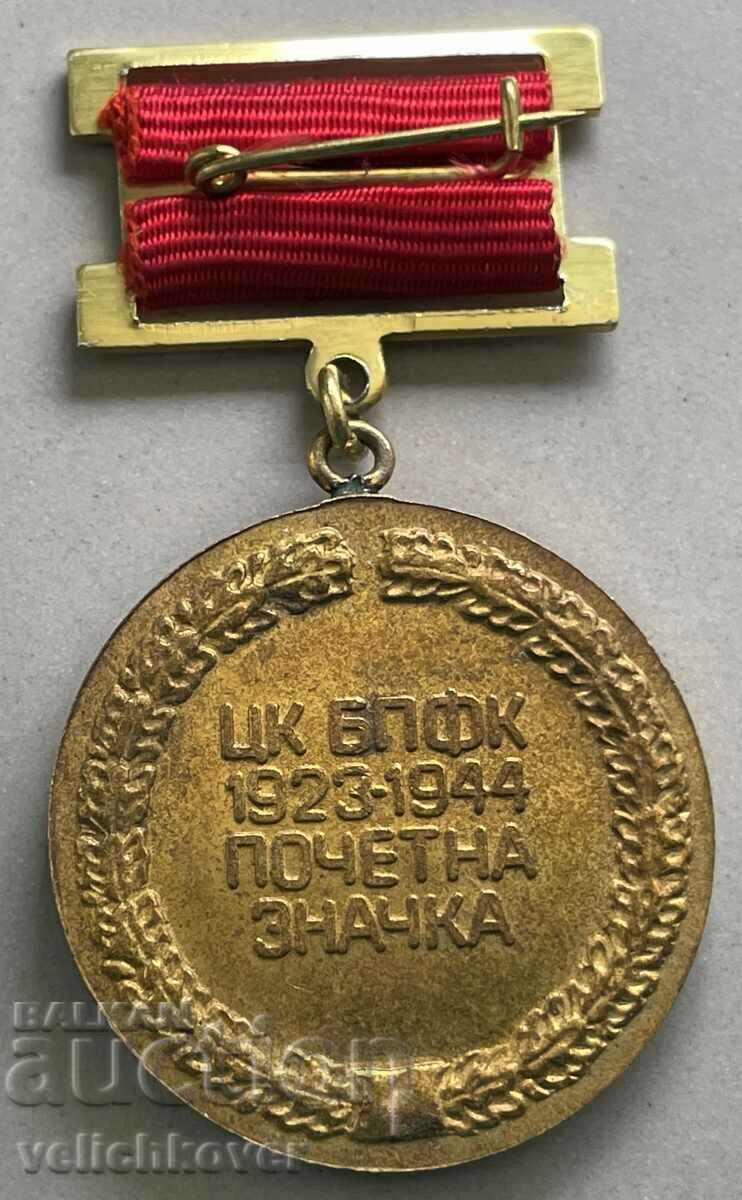 ЦК БПФК
1923-1944
ПОЧЕТНА
ЗНАЧКА
BALKAN
auction
velichkover